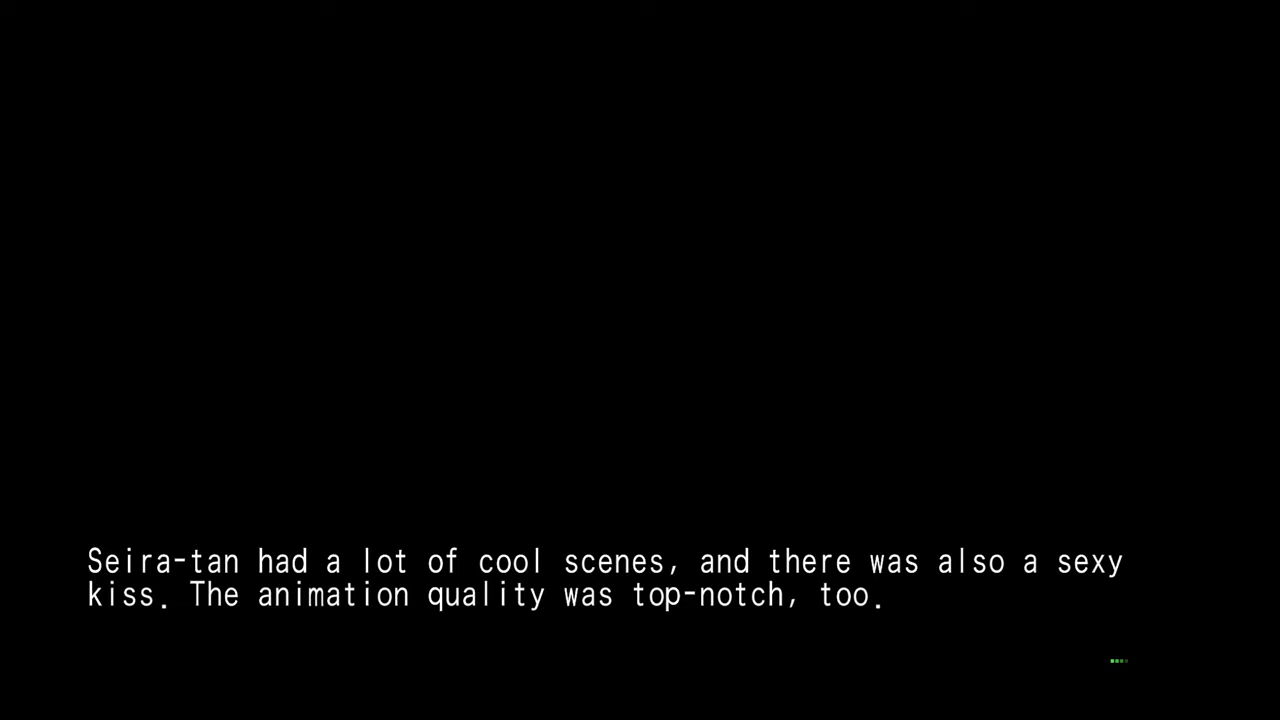 Seira-tan had a lot of cool scenes, and there was also a sexy
kiss. The animation quality was top-notch, too.